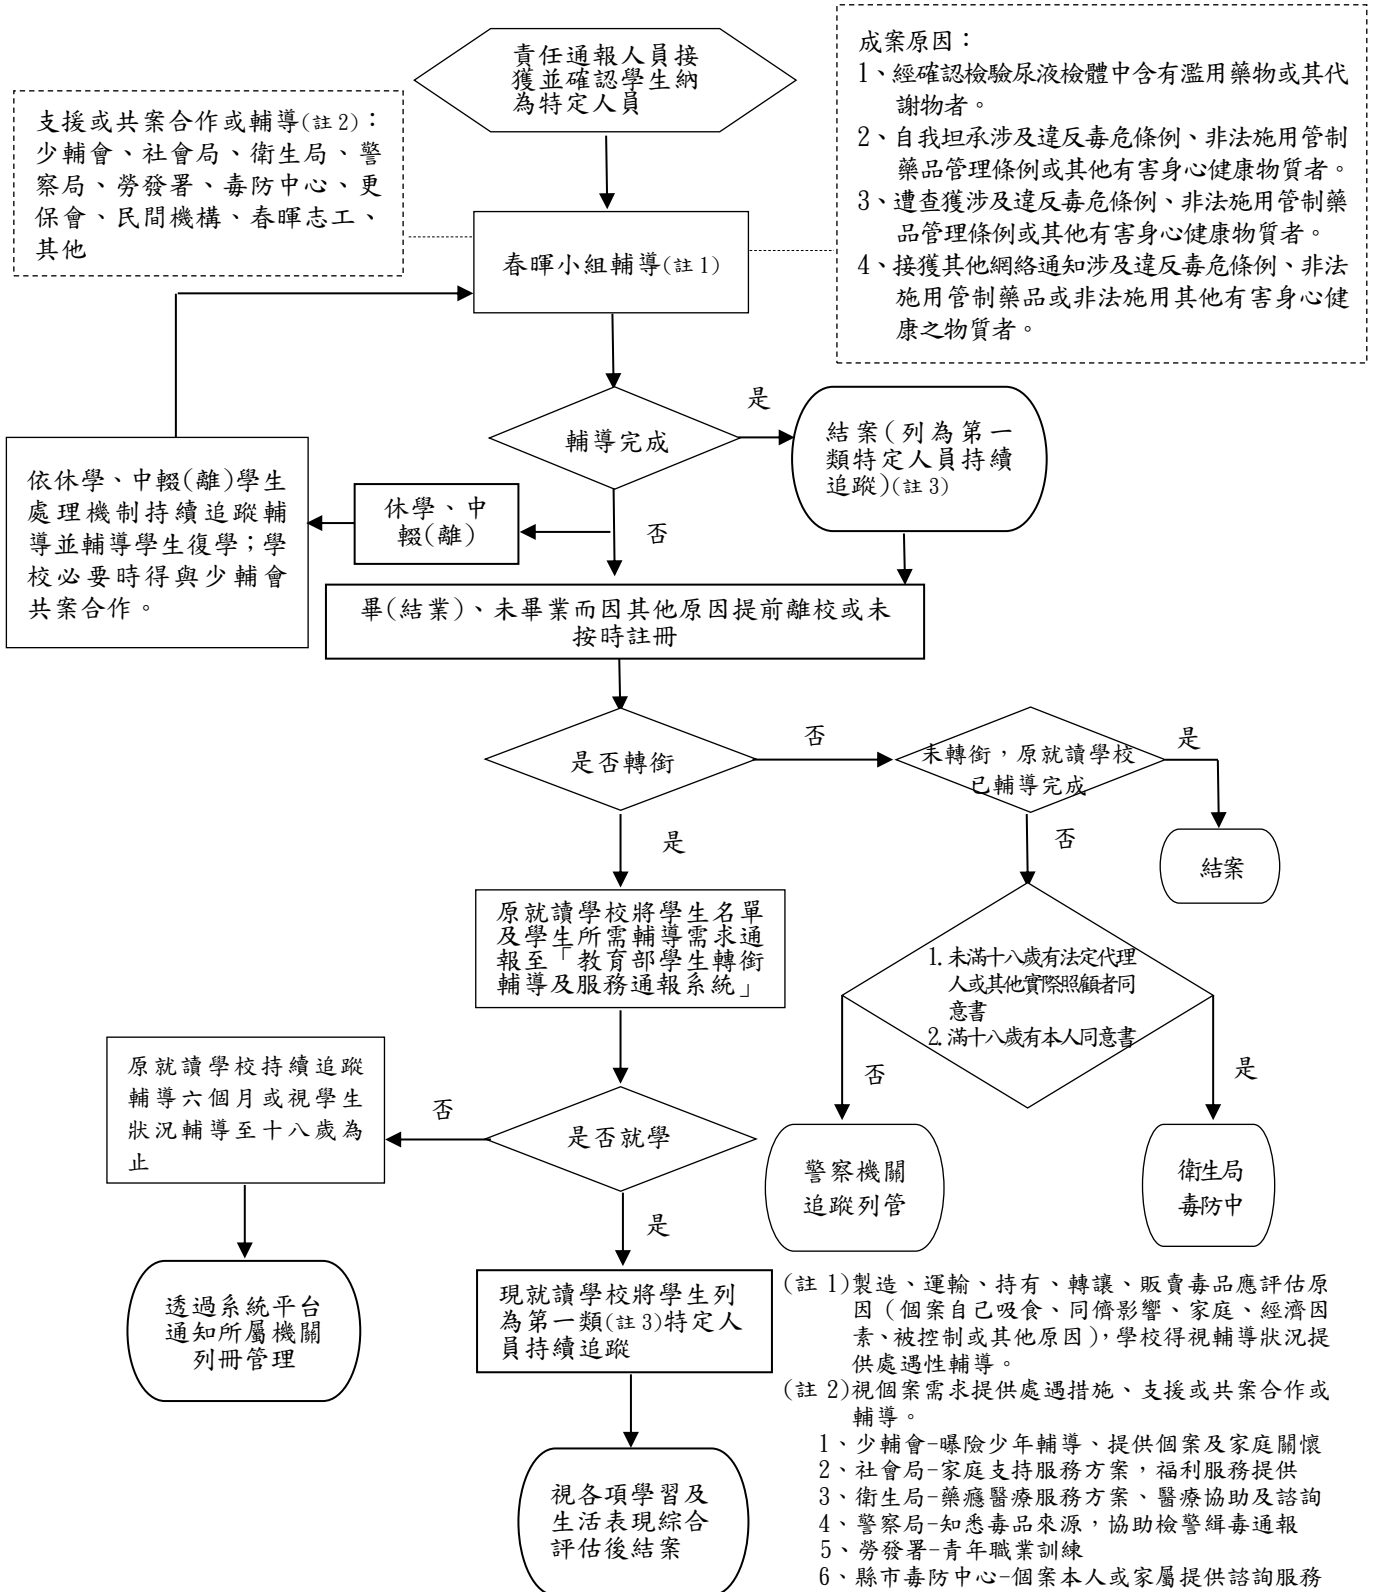 責任通報人員接
獲並確認學生納
為特定人員
成案原因：
1、經確認檢驗尿液檢體中含有濫用藥物或其代
謝物者。
2、自我坦承涉及違反毒危條例、非法施用管制
藥品管理條例或其他有害身心健康物質者。
3、遭查獲涉及違反毒危條例、非法施用管制藥
品管理條例或其他有害身心健康物質者。
4、接獲其他網絡通知涉及違反毒危條例、非法
施用管制藥品或非法施用其他有害身心健
康之物質者。
支援或共案合作或輔導(註2)：
少輔會、社會局、衛生局、警
察局、勞發署、毒防中心、更
保會、民間機構、春暉志工、
其他
春暉小組輔導(註1)
輔導完成
是
結案(列為第一
類特定人員持續
追蹤)(註3)
否
休學、中
輟(離)
依休學、中輟(離)學生
處理機制持續追蹤輔
導並輔導學生復學；學
校必要時得與少輔會
共案合作。
畢(結業)、未畢業而因其他原因提前離校或未
按時註冊
是否轉銜
否
未轉銜，原就讀學校
已輔導完成
是
結案
是
否
原就讀學校將學生名單
及學生所需輔導需求通
報至「教育部學生轉銜
輔導及服務通報系統」
1.未滿十八歲有法定代理
人或其他實際照顧者同
意書
2.滿十八歲有本人同意書
否
是
警察機關
追蹤列管
衛生局
毒防中
是否就學
否
原就讀學校持續追蹤
輔導六個月或視學生
狀況輔導至十八歲為
止
透過系統平台
通知所屬機關
列冊管理
是
現就讀學校將學生列
為第一類(註3)特定人
員持續追蹤
視各項學習及
生活表現綜合
評估後結案
(註1)製造、運輸、持有、轉讓、販賣毒品應評估原
因（個案自己吸食、同儕影響、家庭、經濟因
素、被控制或其他原因），學校得視輔導狀況提
供處遇性輔導。
(註2)視個案需求提供處遇措施、支援或共案合作或
輔導。
1、少輔會-曝險少年輔導、提供個案及家庭關懷
2、社會局-家庭支持服務方案，福利服務提供
3、衛生局-藥癮醫療服務方案、醫療協助及諮詢
4、警察局-知悉毒品來源，協助檢警緝毒通報
5、勞發署-青年職業訓練
6、縣市毒防中心-個案本人或家屬提供諮詢服務